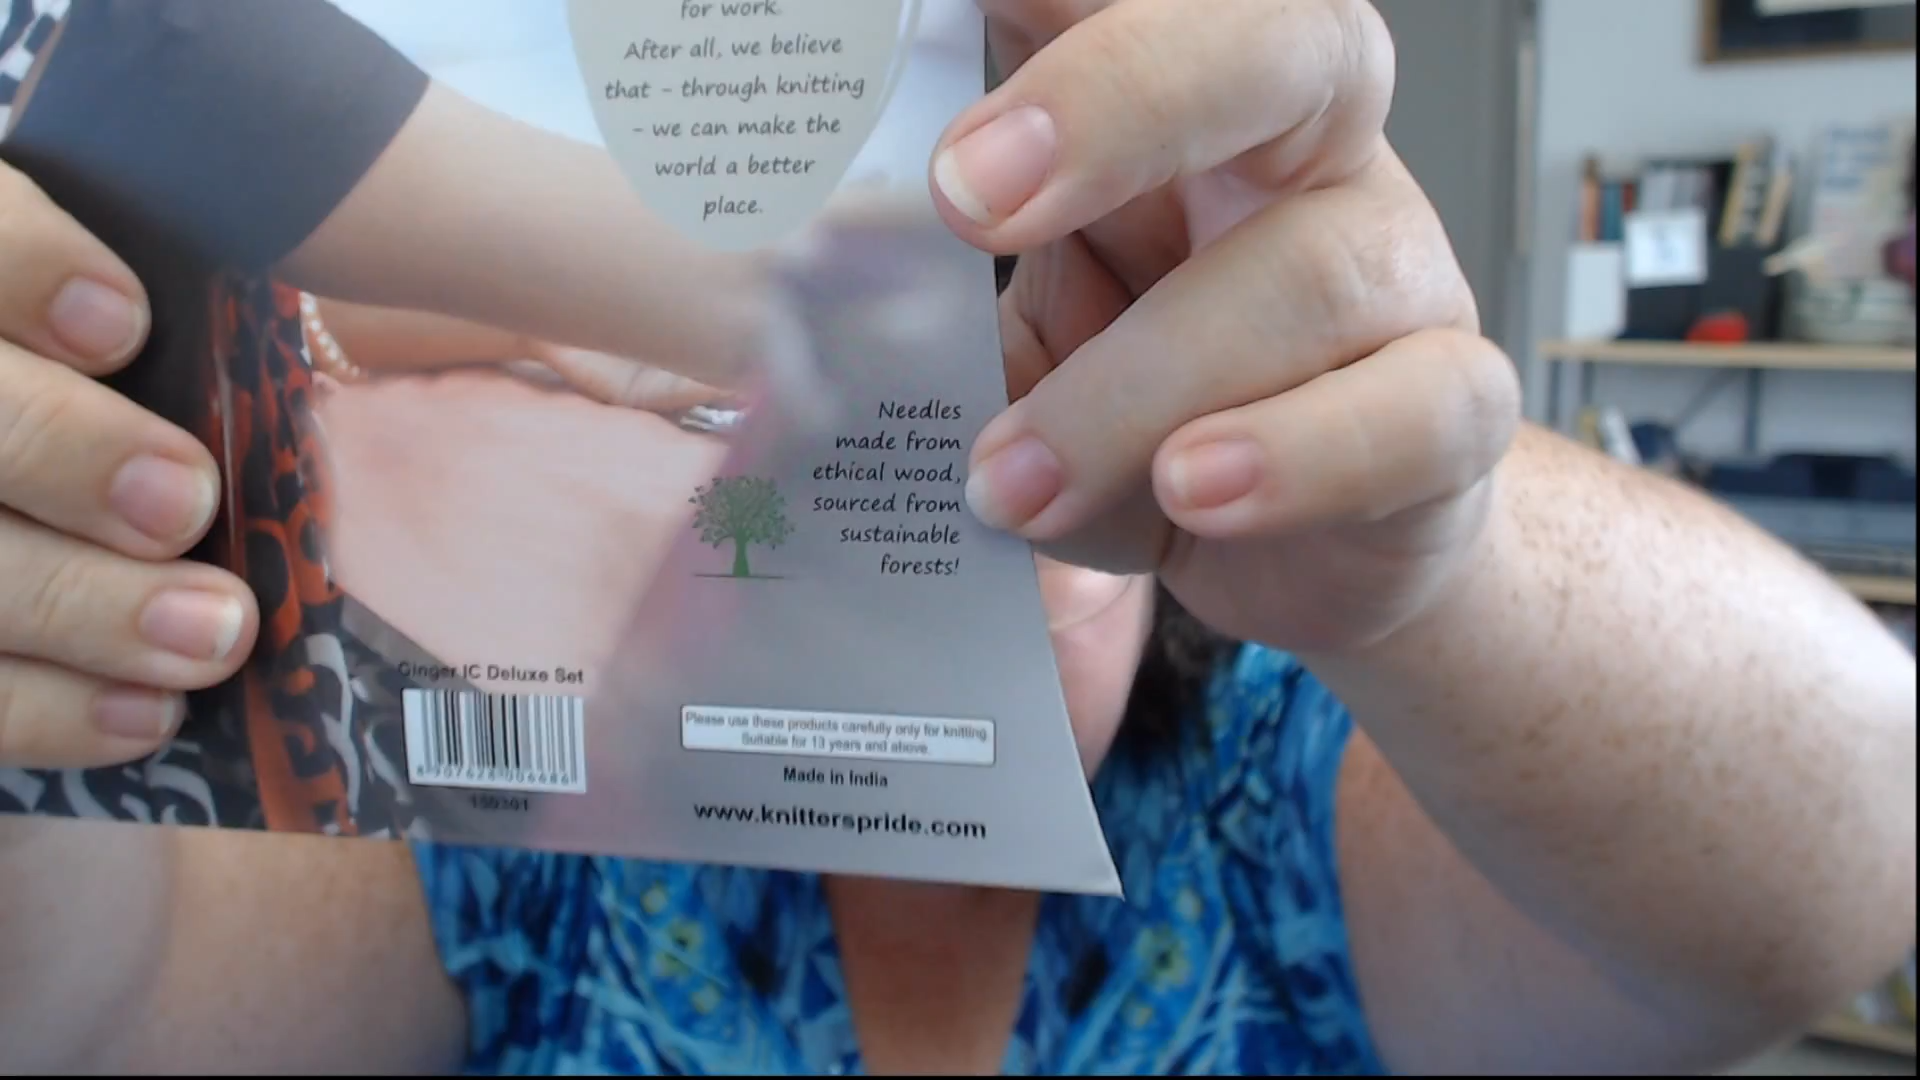 for work.
After all, we believe
that - through knitting
- we can make the
world a better
place.
Needles
made from
ethical wood,
sourced from
sustainable
forests!
Ginger IC Deluxe Set
Please use these products carefully only for knitting.
Suitable for 13 years and above.
Made in India
www.knitterspride.com